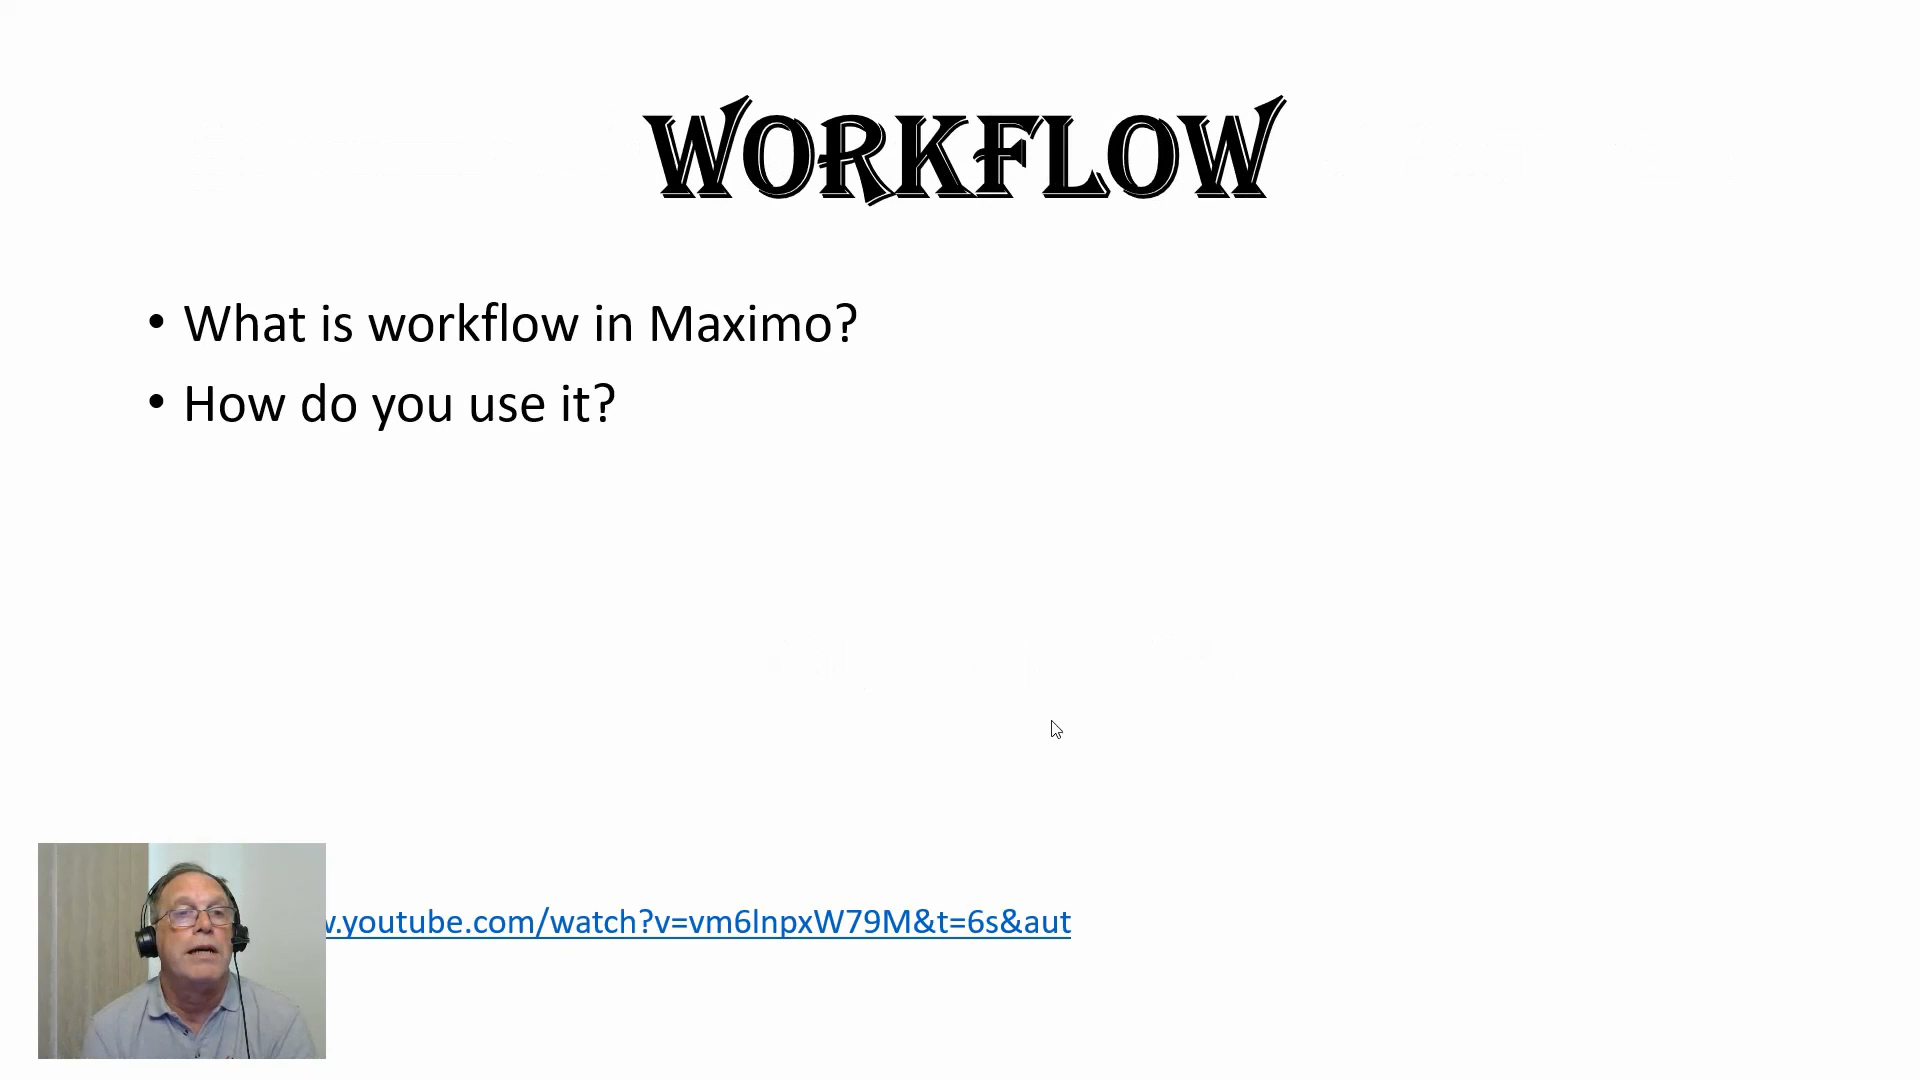 WORKFLOW
• What is workflow in Maximo?
• How do you use it?
.youtube.com/watch?v=vm6lnpxW79M&t=6s&aut